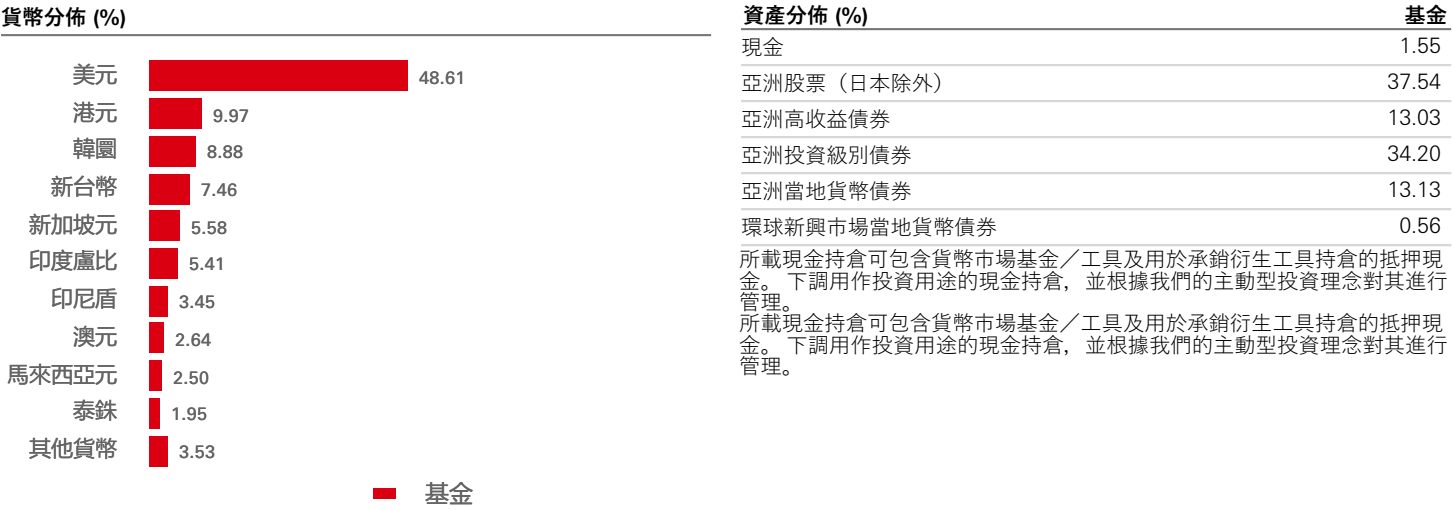 貨幣分佈 (%)
美元 48.61
港元 9.97
韓圜 8.88
新台幣 7.46
新加坡元 5.58
印度盧比 5.41
印尼盾 3.45
澳元 2.64
馬來西亞元 2.50
泰銖 1.95
其他貨幣 3.53
基金
資產分佈 (%) 基金
現金 1.55
亞洲股票（日本除外） 37.54
亞洲高收益債券 13.03
亞洲投資級別債券 34.20
亞洲當地貨幣債券 13.13
環球新興市場當地貨幣債券 0.56
所載現金持倉可包含貨幣市場基金／工具及用於承銷衍生工具持倉的抵押現
金。 下調用作投資用途的現金持倉，並根據我們的主動型投資理念對其進行
管理。
所載現金持倉可包含貨幣市場基金／工具及用於承銷衍生工具持倉的抵押現
金。 下調用作投資用途的現金持倉，並根據我們的主動型投資理念對其進行
管理。